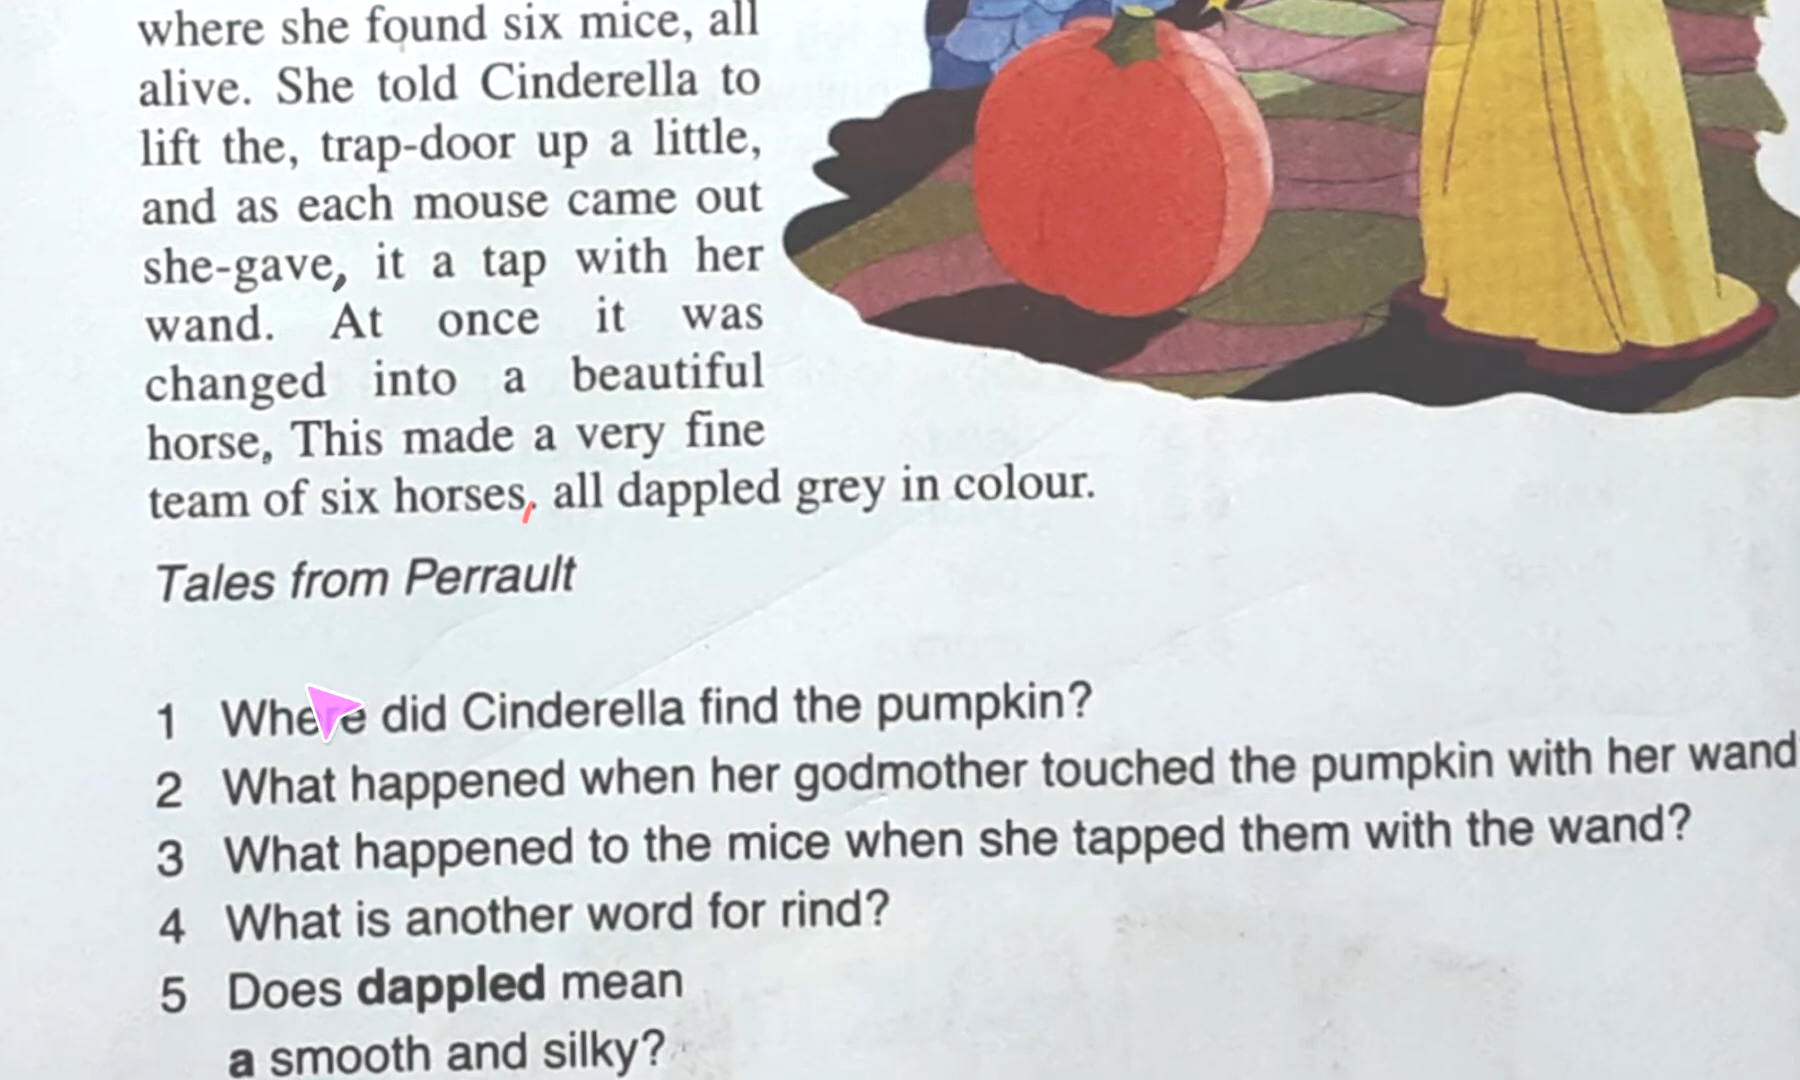 where she found six mice, all
alive. She told Cinderella to
lift the, trap-door up a little,
and as each mouse came out
she-gave, it a tap with her
wand. At once it was
changed into a beautiful
horse, This made a very fine
team of six horses, all dappled grey in colour.
Tales from Perrault
1 Where did Cinderella find the pumpkin?
2 What happened when her godmother touched the pumpkin with her wand
3 What happened to the mice when she tapped them with the wand?
4 What is another word for rind?
5 Does dappled mean
a smooth and silky?